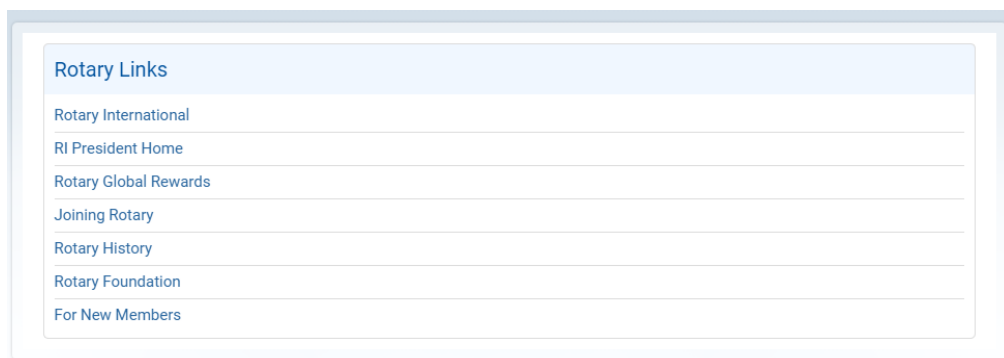 Rotary Links
Rotary International
RI President Home
Rotary Global Rewards
Joining Rotary
Rotary History
Rotary Foundation
For New Members